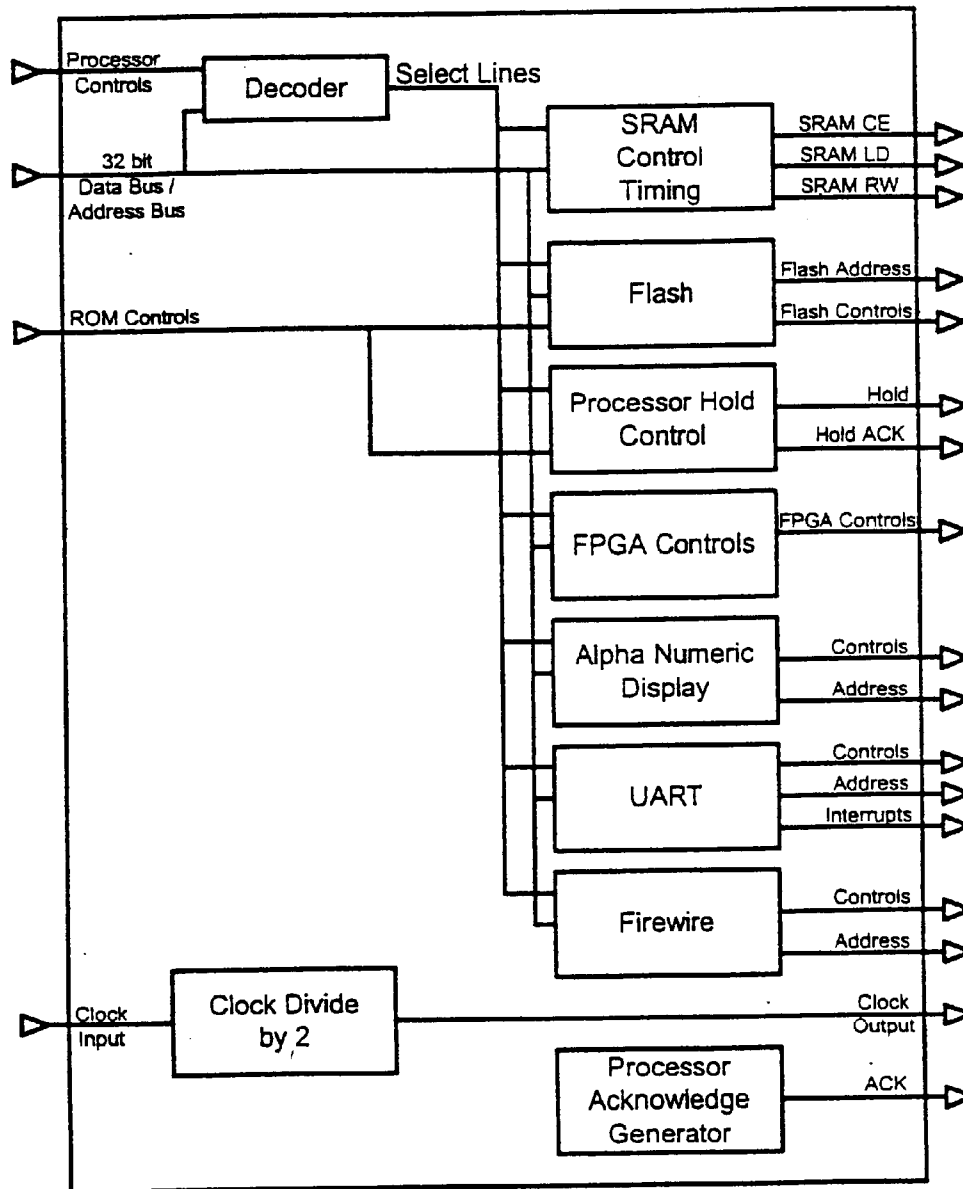 Processor
Controls
Decoder
Select Lines
32 bit
Data Bus /
Address Bus
SRAM
Control
Timing
SRAM CE
SRAM LD
SRAM RW
ROM Controls
Flash
Flash Address
Flash Controls
Processor Hold
Control
Hold
Hold ACK
FPGA Controls
FPGA Controls
Alpha Numeric
Display
Controls
Address
UART
Controls
Address
Interrupts
Firewire
Controls
Address
Clock
Input
Clock Divide
by 2
Clock
Output
Processor
Acknowledge
Generator
ACK